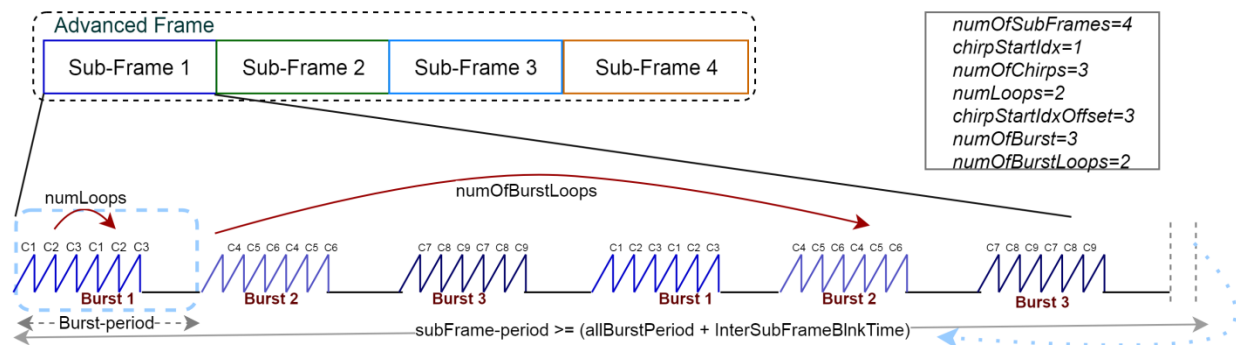 Advanced Frame
Sub-Frame 1 Sub-Frame 2 Sub-Frame 3 Sub-Frame 4
numOfSubFrames=4
chirpStartIdx=1
numOfChirps=3
numLoops=2
chirpStartIdxOffset=3
numOfBurst=3
numOfBurstLoops=2
numLoops
numOfBurstLoops
C1 C2 C3 C1 C2 C3 C4 C5 C6 C4 C5 C6 C7 C8 C9 C7 C8 C9 C1 C2 C3 C1 C2 C3 C4 C5 C6 C4 C5 C6 C7 C8 C9 C7 C8 C9
Burst 1 Burst 2 Burst 3 Burst 1 Burst 2 Burst 3
Burst-period
subFrame-period >= (allBurstPeriod + InterSubFrameBlnkTime)